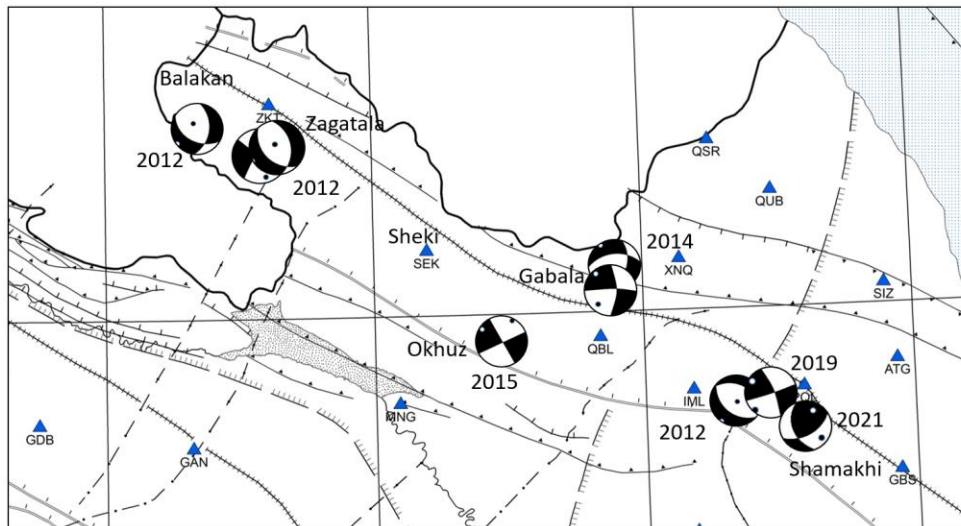 Balakan
ZKT
Zagatala
2012
2012
QSR
QUB
Sheki
SEK
2014
XNQ
Gabala
SIZ
Okhuz
QBL
2015
2019
ATG
IML
MNG
2012
2021
GDB
GAN
Shamakhi
GBS